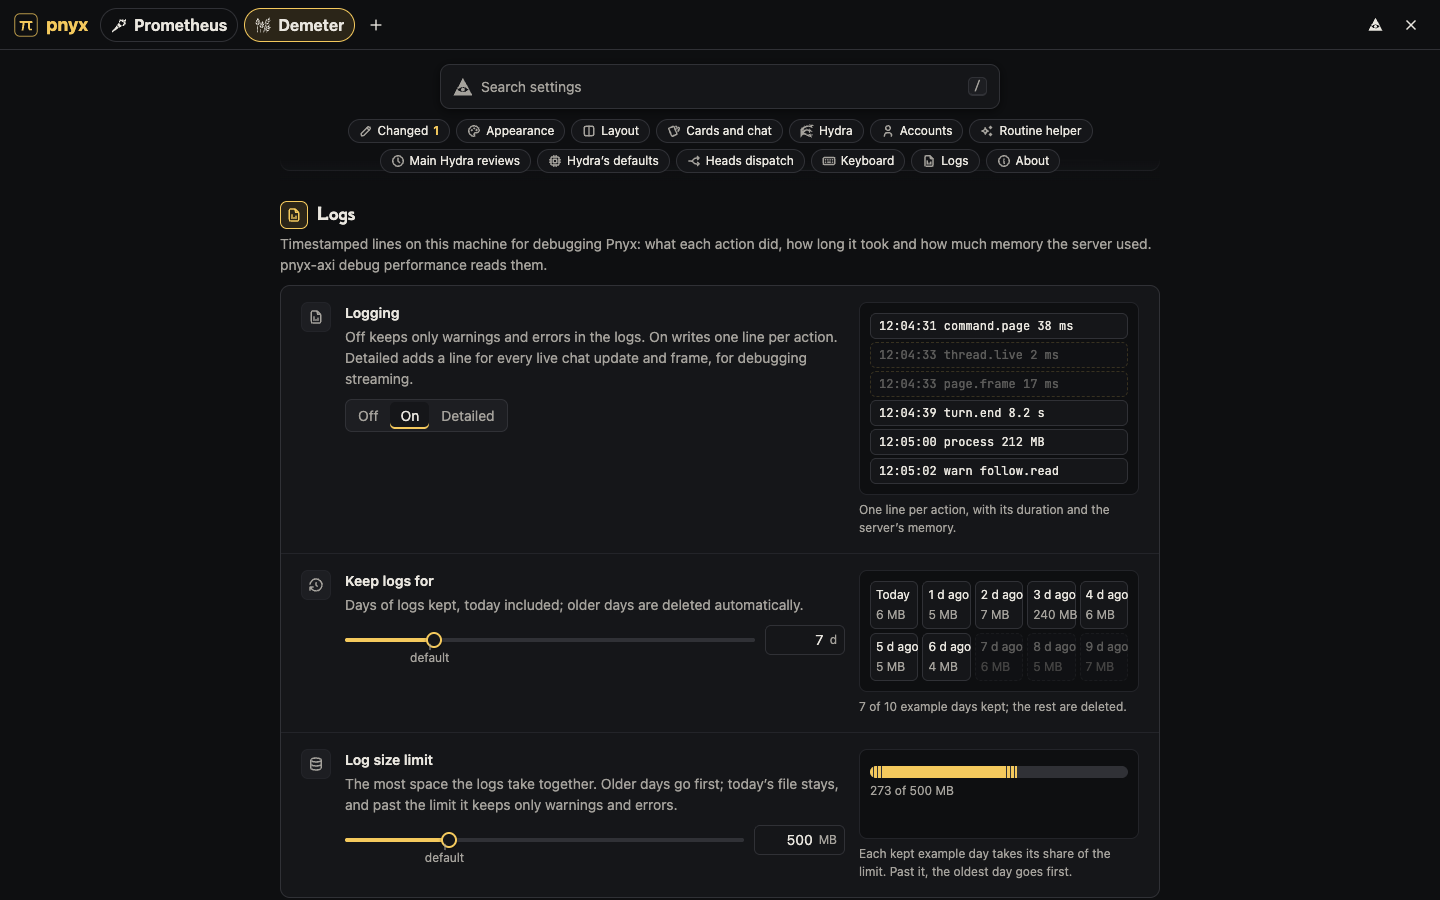 π pnyx Prometheus Demeter +
Search settings /
Changed 1 Appearance Layout Cards and chat Hydra Accounts Routine helper
Main Hydra reviews Hydra’s defaults Heads dispatch Keyboard Logs About
Logs
Timestamped lines on this machine for debugging Pnyx: what each action did, how long it took and how much memory the server used.
pnyx-axi debug performance reads them.
Logging
Off keeps only warnings and errors in the logs. On writes one line per action.
Detailed adds a line for every live chat update and frame, for debugging
streaming.
Off On Detailed
12:04:31 command.page 38 ms
12:04:33 thread.live 2 ms
12:04:33 page.frame 17 ms
12:04:39 turn.end 8.2 s
12:05:00 process 212 MB
12:05:02 warn follow.read
One line per action, with its duration and the
server’s memory.
Keep logs for
Days of logs kept, today included; older days are deleted automatically.
7 d
default
Today 1 d ago 2 d ago 3 d ago 4 d ago
6 MB 5 MB 7 MB 240 MB 6 MB
5 d ago 6 d ago 7 d ago 8 d ago 9 d ago
5 MB 4 MB 6 MB 5 MB 7 MB
7 of 10 example days kept; the rest are deleted.
Log size limit
The most space the logs take together. Older days go first; today’s file stays,
and past the limit it keeps only warnings and errors.
500 MB
default
273 of 500 MB
Each kept example day takes its share of the
limit. Past it, the oldest day goes first.